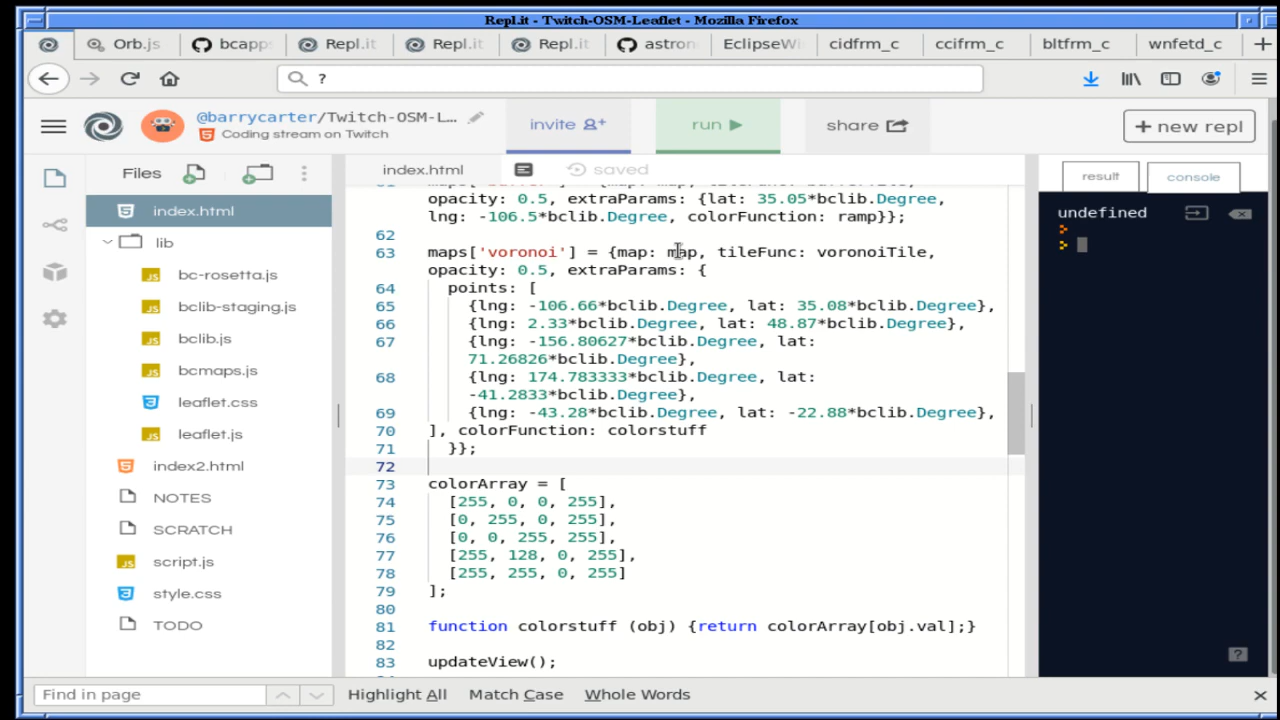 Repl.it - Twitch-OSM-Leaflet - Mozilla Firefox
Orb.js bcapps Repl.it Repl.it Repl.it astron EclipseWi cidfrm_c ccifrm_c bltfrm_c wnfetd_c
?
@barrycarter/Twitch-OSM-L...
Coding stream on Twitch
invite
run
share
+ new repl
Files
index.html
saved
result
console
index.html
lib
bc-rosetta.js
bclib-staging.js
bclib.js
bcmaps.js
leaflet.css
leaflet.js
index2.html
NOTES
SCRATCH
script.js
style.css
TODO
opacity: 0.5, extraParams: {lat: 35.05*bclib.Degree,
lng: -106.5*bclib.Degree, colorFunction: ramp}};
62
63 maps['voronoi'] = {map: map, tileFunc: voronoiTile,
opacity: 0.5, extraParams: {
64 points: [
65 {lng: -106.66*bclib.Degree, lat: 35.08*bclib.Degree},
66 {lng: 2.33*bclib.Degree, lat: 48.87*bclib.Degree},
67 {lng: -156.80627*bclib.Degree, lat:
71.26826*bclib.Degree},
68 {lng: 174.783333*bclib.Degree, lat:
-41.2833*bclib.Degree},
69 {lng: -43.28*bclib.Degree, lat: -22.88*bclib.Degree},
70 ], colorFunction: colorstuff
71 }};
72
73 colorArray = [
74 [255, 0, 0, 255],
75 [0, 255, 0, 255],
76 [0, 0, 255, 255],
77 [255, 128, 0, 255],
78 [255, 255, 0, 255]
79 ];
80
81 function colorstuff (obj) {return colorArray[obj.val];}
82
83 updateView();
undefined
?
Find in page
Highlight All
Match Case
Whole Words